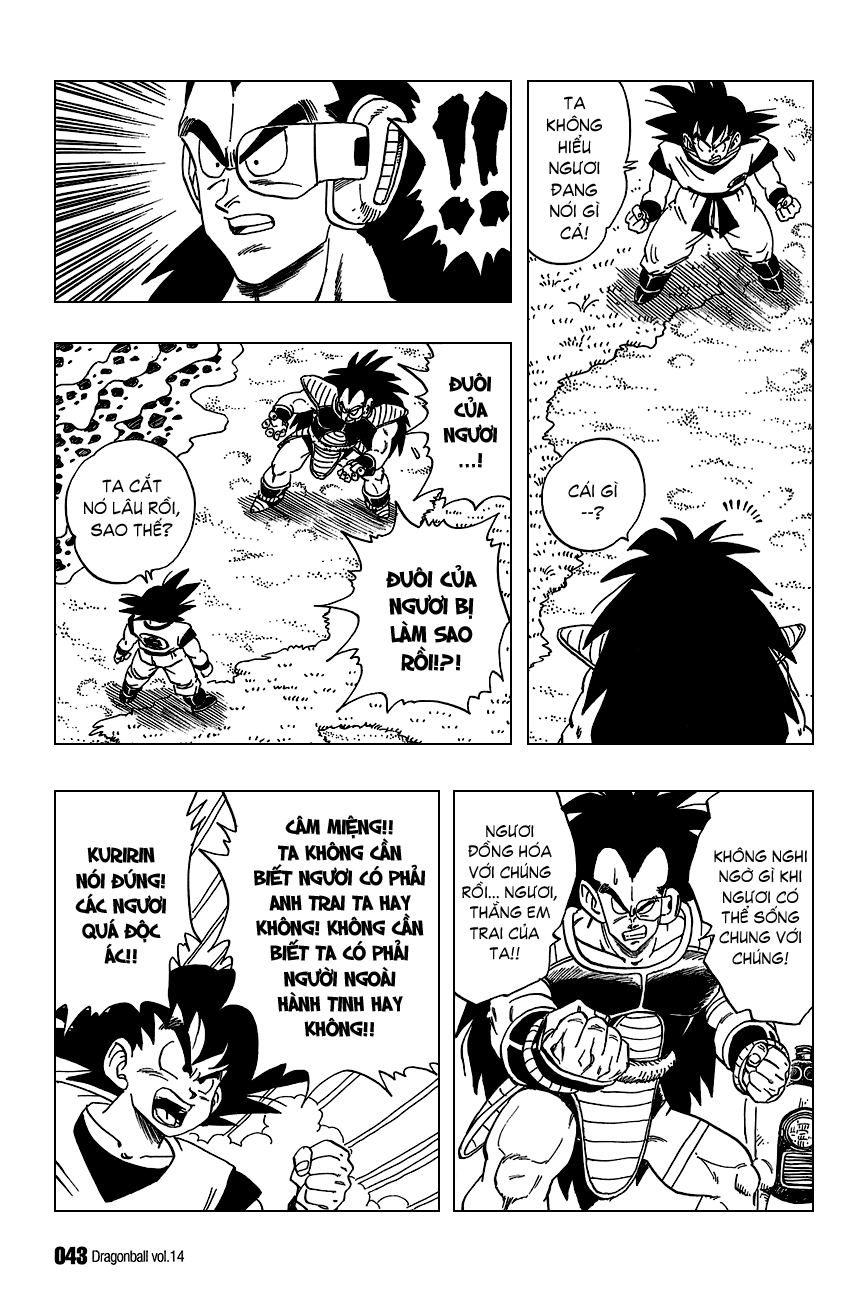 TA
KHÔNG
HIỂU
NGƯƠI
ĐANG
NÓI GÌ
CẢ!
CÁI GÌ
--?
!!
ĐUÔI
CỦA
NGƯƠI
...!
ĐUÔI CỦA
NGƯƠI BỊ
LÀM SAO
RỒI!?!
TA CẮT
NÓ LÂU RỒI,
SAO THẾ?
KHÔNG NGHI
NGỜ GÌ KHI
NGƯƠI CÓ
THỂ SỐNG
CHUNG VỚI
CHÚNG!
NGƯƠI
ĐỒNG HÓA
VỚI CHÚNG
RỒI... NGƯƠI,
THẰNG EM
TRAI CỦA
TA!!
CÂM MIỆNG!!
TA KHÔNG CẦN
BIẾT NGƯƠI CÓ PHẢI
ANH TRAI TA HAY
KHÔNG! KHÔNG CẦN
BIẾT TA CÓ PHẢI
NGƯỜI NGOÀI
HÀNH TINH HAY
KHÔNG!!
KURIRIN
NÓI ĐÚNG!
CÁC NGƯƠI
QUÁ ĐỘC
ÁC!!
043 Dragonball vol.14